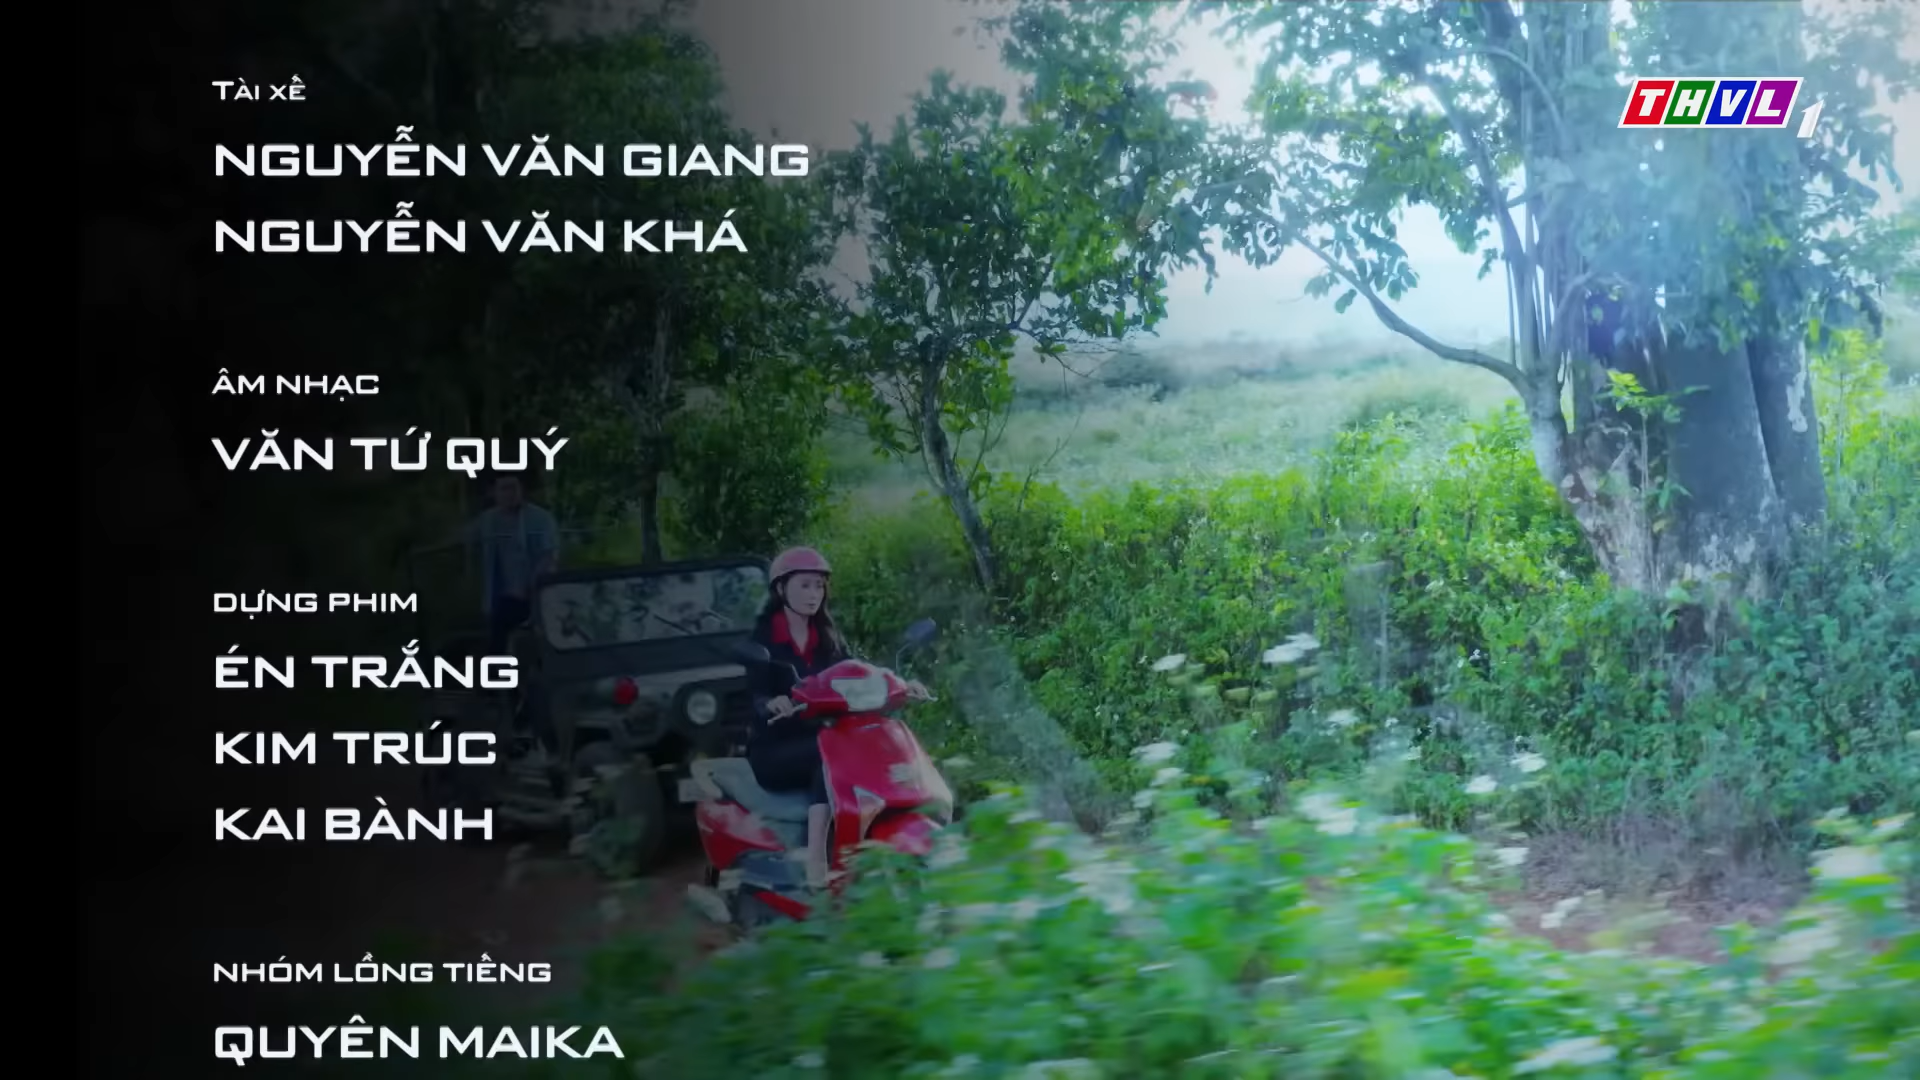 TÀI XẾ
NGUYỄN VĂN GIANG
NGUYỄN VĂN KHÁ
ÂM NHẠC
VĂN TỨ QUÝ
DỰNG PHIM
ÉN TRẮNG
KIM TRÚC
KAI BÀNH
NHÓM LỒNG TIẾNG
QUYÊN MAIKA
THVL1